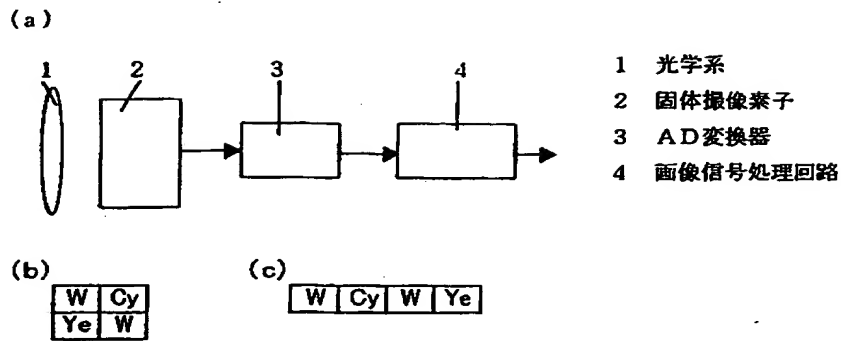 (a)
1 2 3 4
1 光学系
2 固体撮像素子
3 AD変換器
4 画像信号処理回路
(b) (c)
W Cy
Ye W
W Cy W Ye